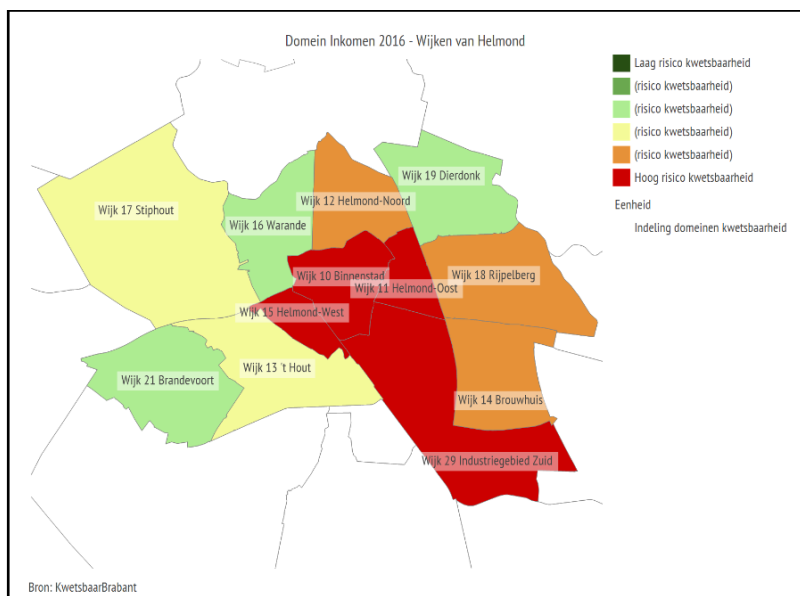 Domein Inkomen 2016 - Wijken van Helmond
Laag risico kwetsbaarheid
(risico kwetsbaarheid)
(risico kwetsbaarheid)
(risico kwetsbaarheid)
(risico kwetsbaarheid)
Hoog risico kwetsbaarheid
Eenheid
Indeling domeinen kwetsbaarheid
Wijk 19 Dierdonk
Wijk 12 Helmond-Noord
Wijk 17 Stiphout
Wijk 16 Warande
Wijk 10 Binnenstad
Wijk 18 Rijpelberg
Wijk 11 Helmond-Oost
Wijk 15 Helmond-West
Wijk 13 't Hout
Wijk 21 Brandevoort
Wijk 14 Brouwhuis
Wijk 29 Industriegebied Zuid
Bron: KwetsbaarBrabant